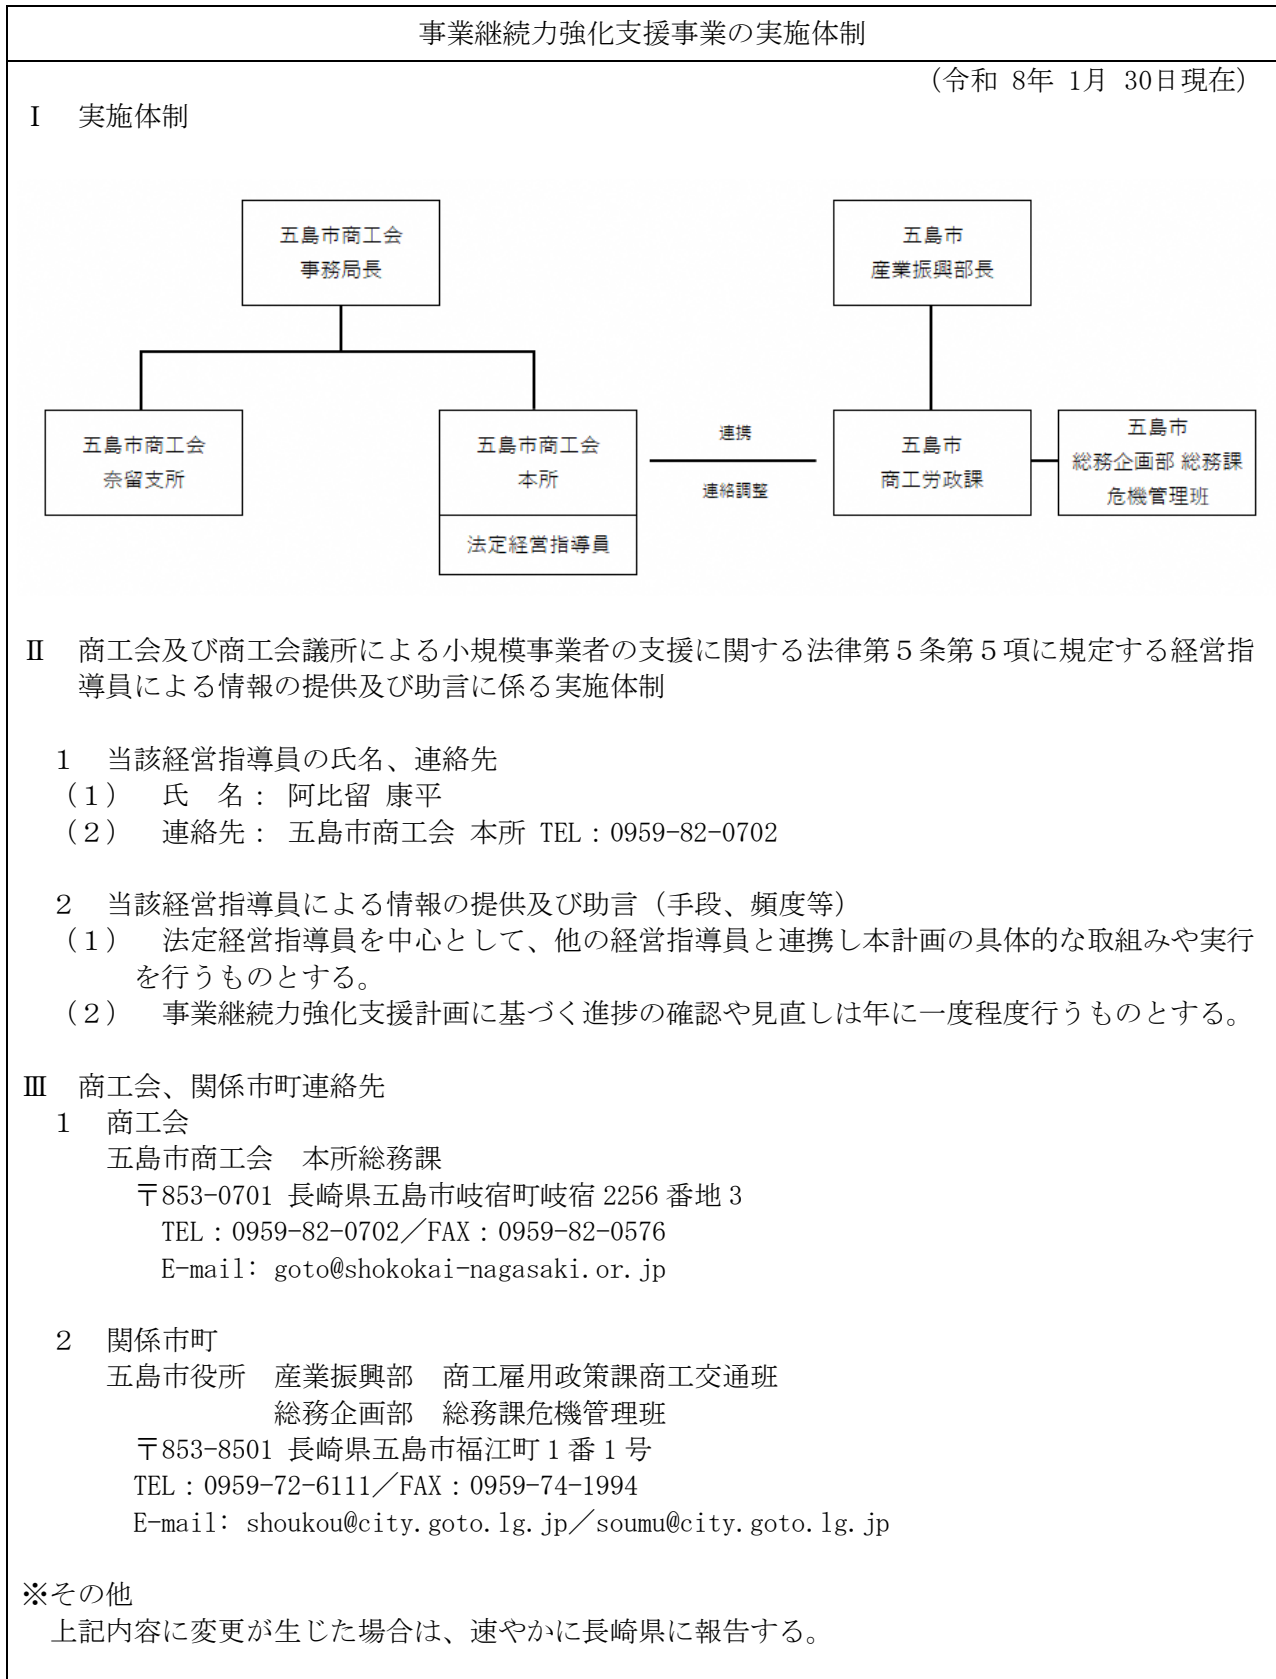 事業継続力強化支援事業の実施体制
(令和 8年 1月 30日現在)
Ⅰ 実施体制
五島市商工会
事務局長
五島市
産業振興部長
五島市商工会
奈留支所
五島市商工会
本所
法定経営指導員
連携
連絡調整
五島市
商工労政課
五島市
総務企画部 総務課
危機管理班
Ⅱ 商工会及び商工会議所による小規模事業者の支援に関する法律第5条第5項に規定する経営指
導員による情報の提供及び助言に係る実施体制
1 当該経営指導員の氏名、連絡先
(1) 氏 名: 阿比留 康平
(2) 連絡先: 五島市商工会 本所 TEL:0959-82-0702
2 当該経営指導員による情報の提供及び助言(手段、頻度等)
(1) 法定経営指導員を中心として、他の経営指導員と連携し本計画の具体的な取組みや実行
を行うものとする。
(2) 事業継続力強化支援計画に基づく進捗の確認や見直しは年に一度程度行うものとする。
Ⅲ 商工会、関係市町連絡先
1 商工会
五島市商工会 本所総務課
〒853-0701 長崎県五島市岐宿町岐宿 2256 番地 3
TEL:0959-82-0702/FAX:0959-82-0576
E-mail: goto@shokokai-nagasaki.or.jp
2 関係市町
五島市役所 産業振興部 商工雇用政策課商工交通班
総務企画部 総務課危機管理班
〒853-8501 長崎県五島市福江町1番1号
TEL:0959-72-6111/FAX:0959-74-1994
E-mail: shoukou@city.goto.lg.jp/soumu@city.goto.lg.jp
※その他
上記内容に変更が生じた場合は、速やかに長崎県に報告する。